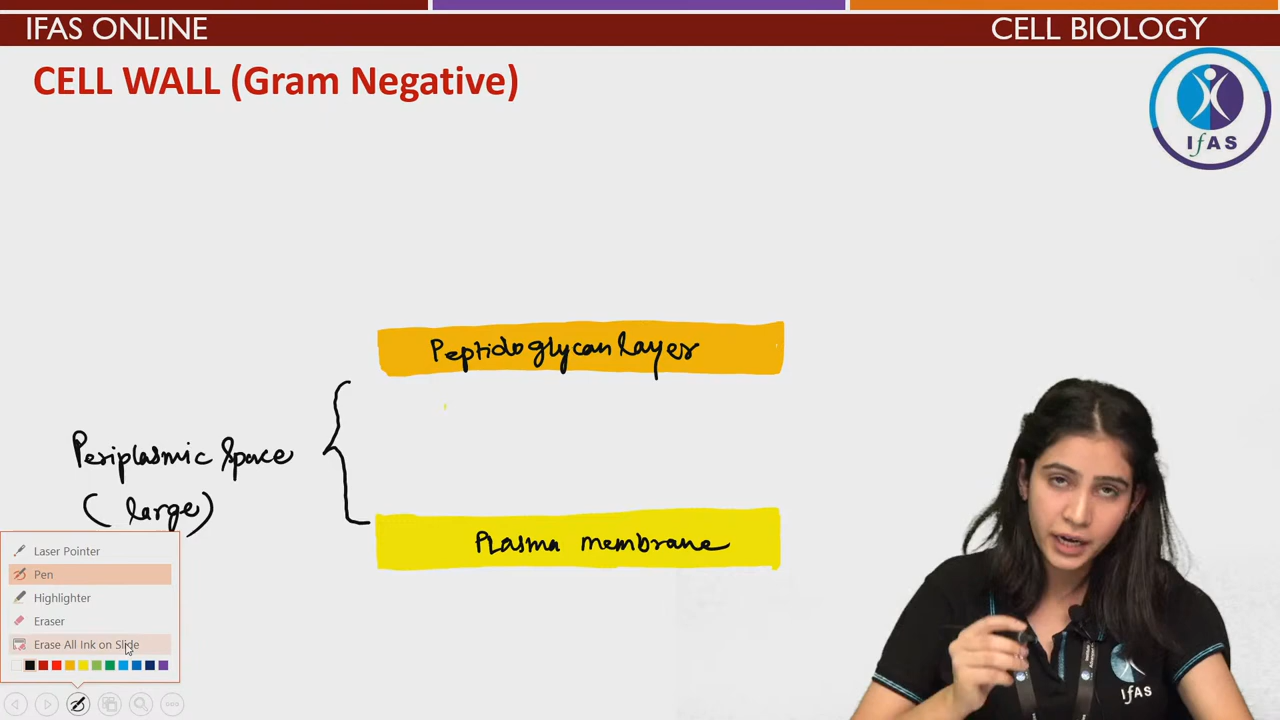 IFAS ONLINE
CELL BIOLOGY
CELL WALL (Gram Negative)
IfAS
Peptidoglycan layer
Periplasmic space
(large)
Plasma membrane
Laser Pointer
Pen
Highlighter
Eraser
Erase All Ink on Slide
IfAS